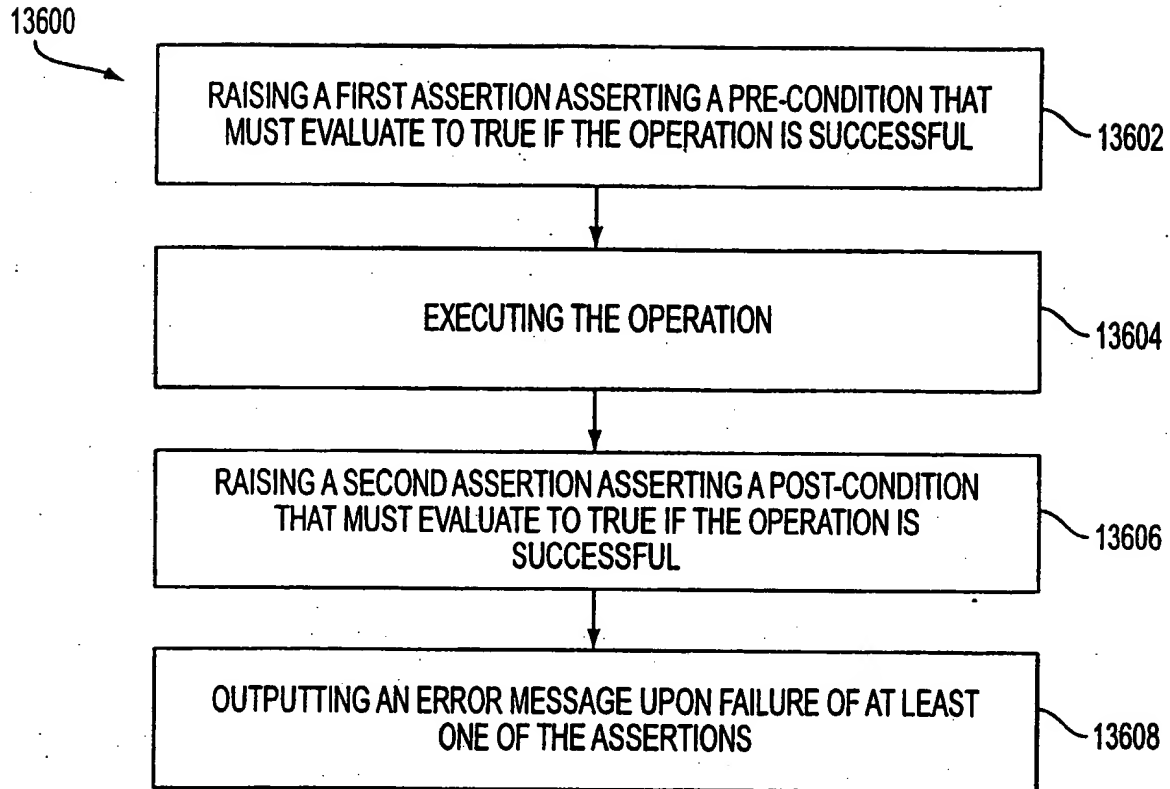 13600
RAISING A FIRST ASSERTION ASSERTING A PRE-CONDITION THAT
MUST EVALUATE TO TRUE IF THE OPERATION IS SUCCESSFUL
13602
EXECUTING THE OPERATION
13604
RAISING A SECOND ASSERTION ASSERTING A POST-CONDITION
THAT MUST EVALUATE TO TRUE IF THE OPERATION IS
SUCCESSFUL
13606
OUTPUTTING AN ERROR MESSAGE UPON FAILURE OF AT LEAST
ONE OF THE ASSERTIONS
13608